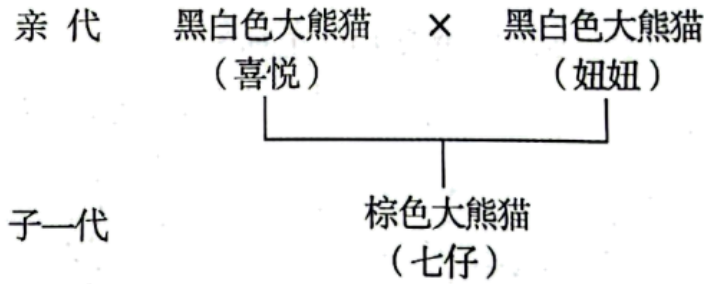 亲 代 黑白色大熊猫 × 黑白色大熊猫
(喜悦) (妞妞)
子一代 棕色大熊猫
(七仔)